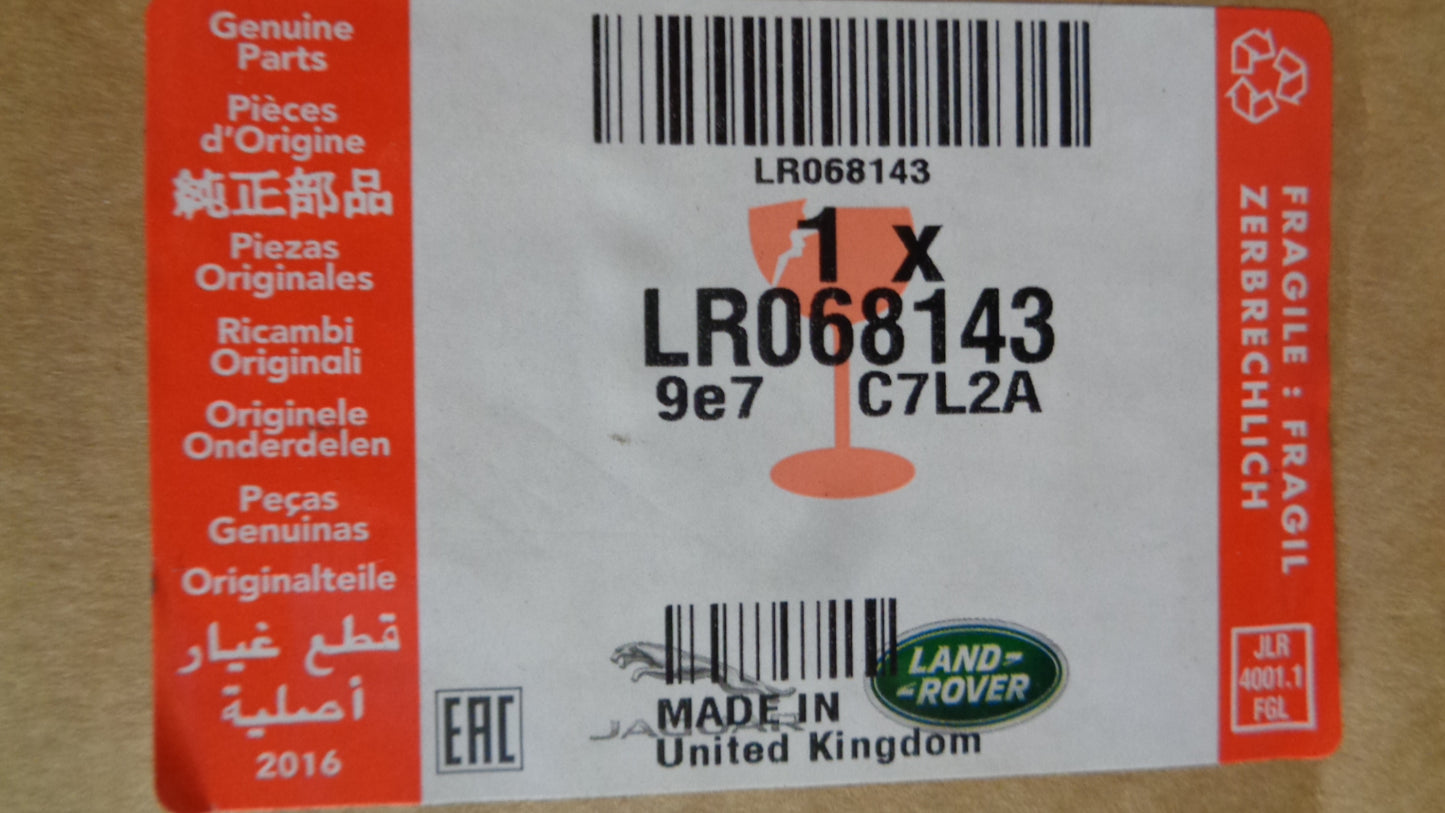 Genuine
Parts
Pièces
d'Origine
純正部品
Piezas
Originales
Ricambi
Originali
Originele
Onderdelen
Peças
Genuinas
Originalteile
قطع غيار
أصلية
2016
LR068143
1 x
LR068143
9e7 C7L2A
EAC
JAGUAR
LAND-
-ROVER
MADE IN
United Kingdom
FRAGILE : FRAGIL
ZERBRECHLICH
JLR
4001.1
FGL